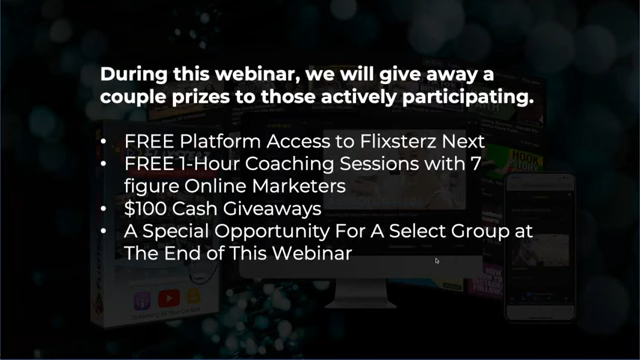 During this webinar, we will give away a
couple prizes to those actively participating.
• FREE Platform Access to Flixsterz Next
• FREE 1-Hour Coaching Sessions with 7
figure Online Marketers
• $100 Cash Giveaways
• A Special Opportunity For A Select Group at
The End of This Webinar
HOOK
STORY